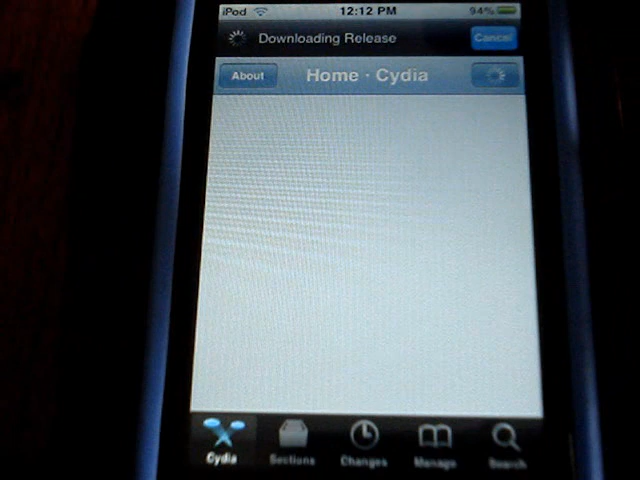 iPod 12:12 PM 94%
Downloading Release Cancel
About Home · Cydia
Cydia Sections Changes Manage Search